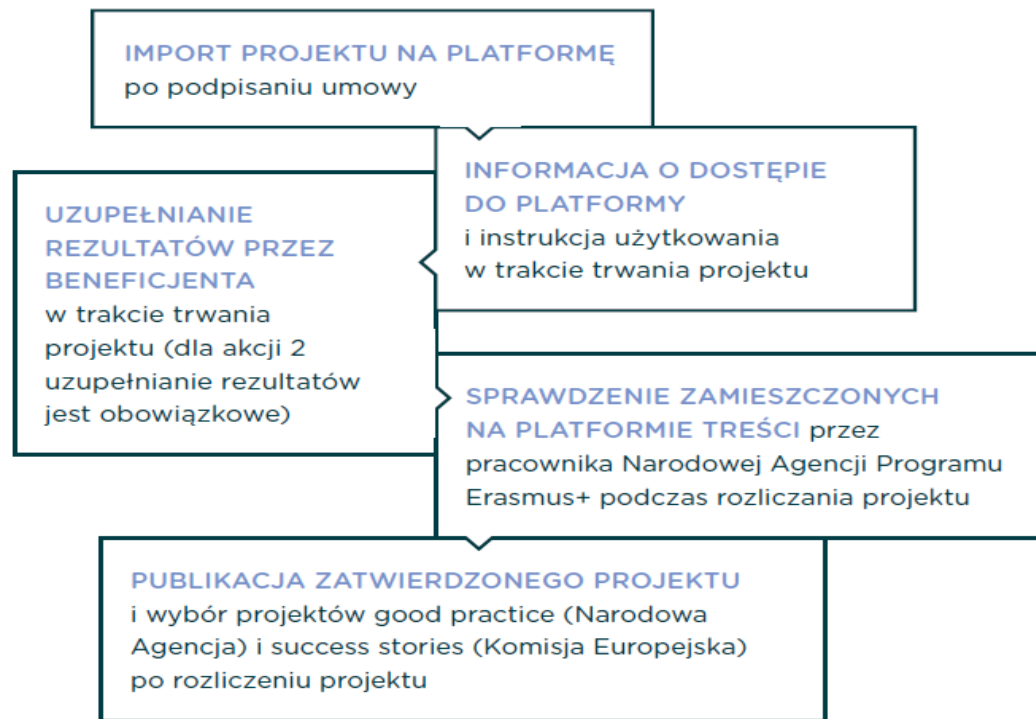 IMPORT PROJEKTU NA PLATFORMĘ
po podpisaniu umowy
INFORMACJA O DOSTĘPIE
DO PLATFORMY
i instrukcja użytkowania
w trakcie trwania projektu
UZUPEŁNIANIE
REZULTATÓW PRZEZ
BENEFICJENTA
w trakcie trwania
projektu (dla akcji 2
uzupełnianie rezultatów
jest obowiązkowe)
SPRAWDZENIE ZAMIESZCZONYCH
NA PLATFORMIE TREŚCI przez
pracownika Narodowej Agencji Programu
Erasmus+ podczas rozliczania projektu
PUBLIKACJA ZATWIERDZONEGO PROJEKTU
i wybór projektów good practice (Narodowa
Agencja) i success stories (Komisja Europejska)
po rozliczeniu projektu